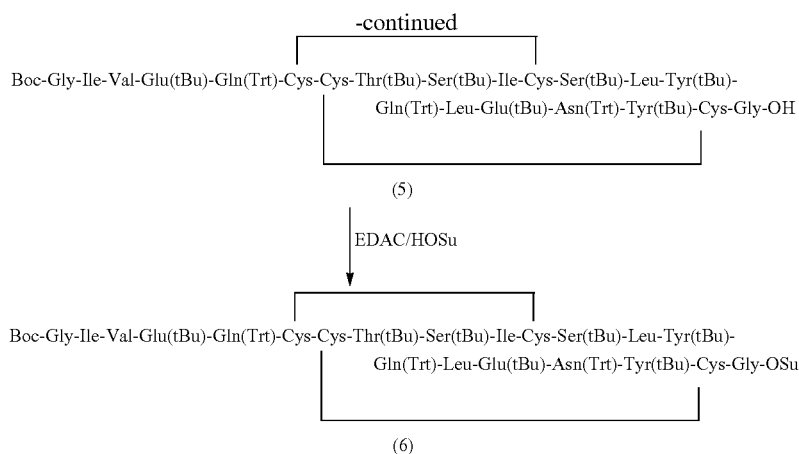 -continued
Boc-Gly-Ile-Val-Glu(tBu)-Gln(Trt)-Cys-Cys-Thr(tBu)-Ser(tBu)-Ile-Cys-Ser(tBu)-Leu-Tyr(tBu)-
Gln(Trt)-Leu-Glu(tBu)-Asn(Trt)-Tyr(tBu)-Cys-Gly-OH
(5)
EDAC/HOSu
Boc-Gly-Ile-Val-Glu(tBu)-Gln(Trt)-Cys-Cys-Thr(tBu)-Ser(tBu)-Ile-Cys-Ser(tBu)-Leu-Tyr(tBu)-
Gln(Trt)-Leu-Glu(tBu)-Asn(Trt)-Tyr(tBu)-Cys-Gly-OSu
(6)